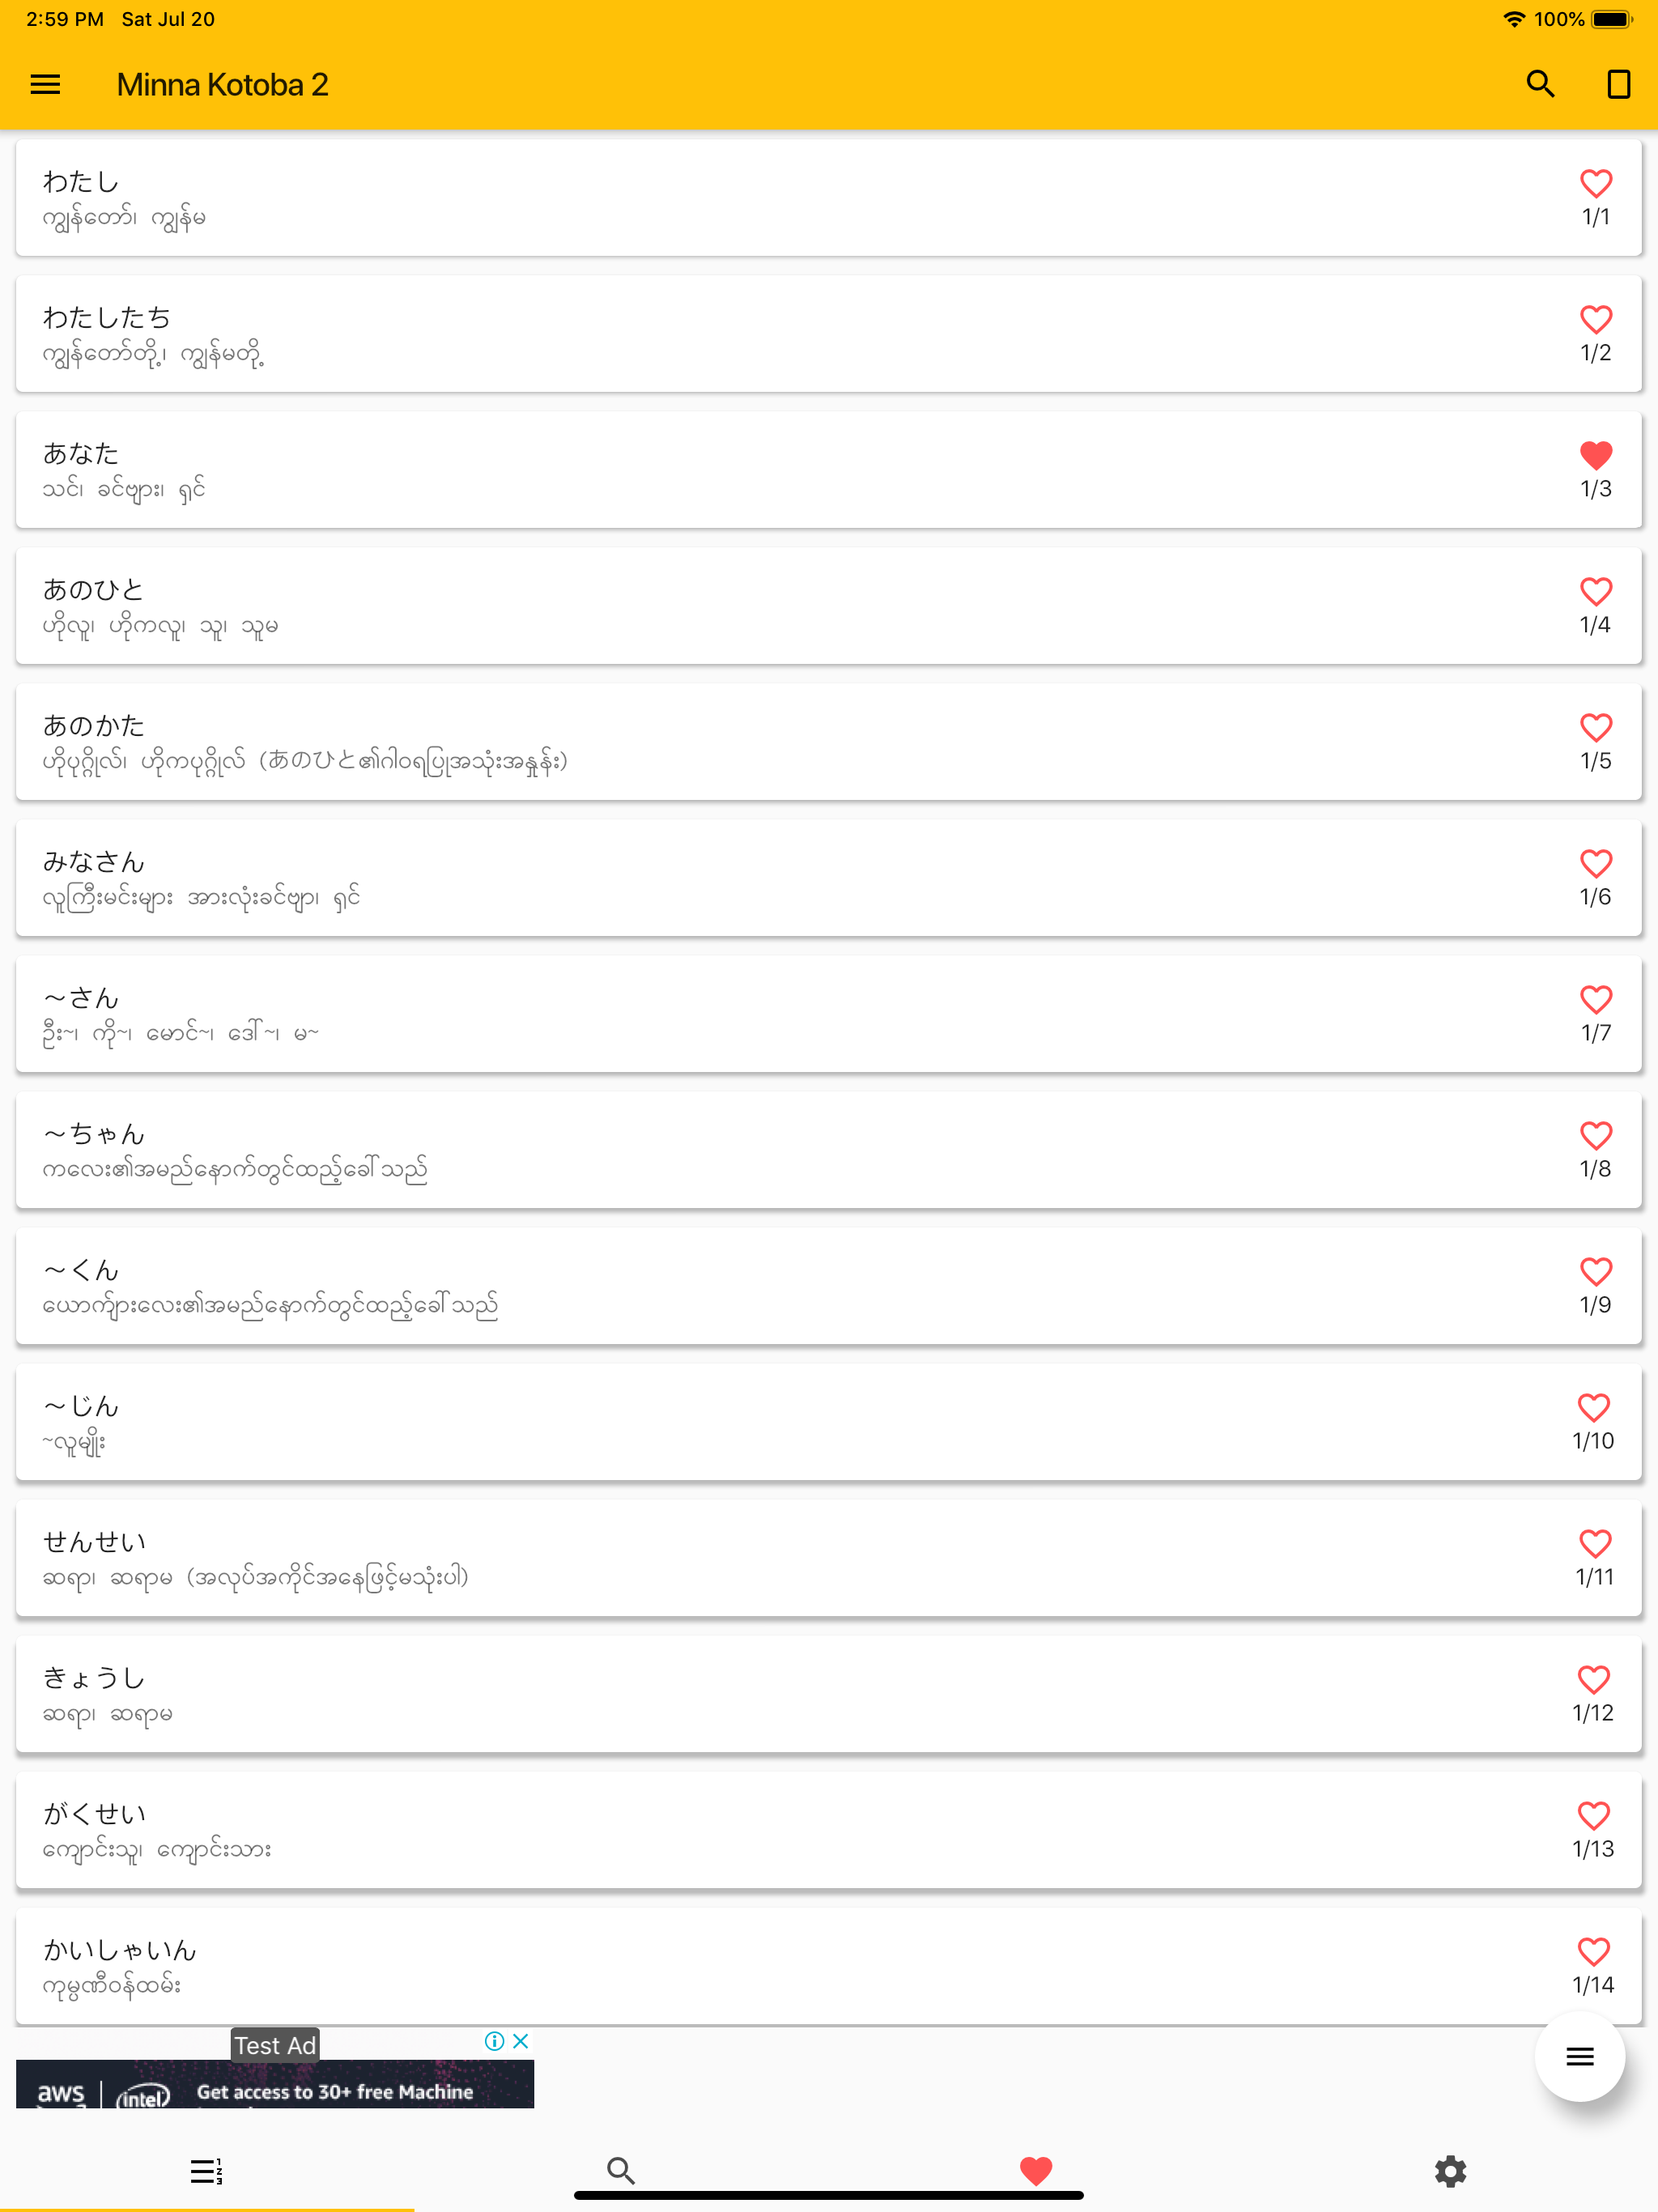 2:59 PM Sat Jul 20 100%
Minna Kotoba 2
わたし
ကျွန်တော်၊ ကျွန်မ
1/1
わたしたち
ကျွန်တော်တို့၊ ကျွန်မတို့
1/2
あなた
သင်၊ ခင်ဗျား၊ ရှင်
1/3
あのひと
ဟိုလူ၊ ဟိုကလူ၊ သူ၊ သူမ
1/4
あのかた
ဟိုပုဂ္ဂိုလ်၊ ဟိုကပုဂ္ဂိုလ် (あのひと၏ဂါဝရပြုအသုံးအနှုန်း)
1/5
みなさん
လူကြီးမင်းများ အားလုံးခင်ဗျာ၊ ရှင်
1/6
～さん
ဦး~၊ ကို~၊ မောင်~၊ ဒေါ်~၊ မ~
1/7
～ちゃん
ကလေး၏အမည်နောက်တွင်ထည့်ခေါ်သည်
1/8
～くん
ယောက်ျားလေး၏အမည်နောက်တွင်ထည့်ခေါ်သည်
1/9
～じん
~လူမျိုး
1/10
せんせい
ဆရာ၊ ဆရာမ (အလုပ်အကိုင်အနေဖြင့်မသုံးပါ)
1/11
きょうし
ဆရာ၊ ဆရာမ
1/12
がくせい
ကျောင်းသူ၊ ကျောင်းသား
1/13
かいしゃいん
ကုမ္ပဏီဝန်ထမ်း
1/14
Test Ad
aws intel Get access to 30+ free Machine